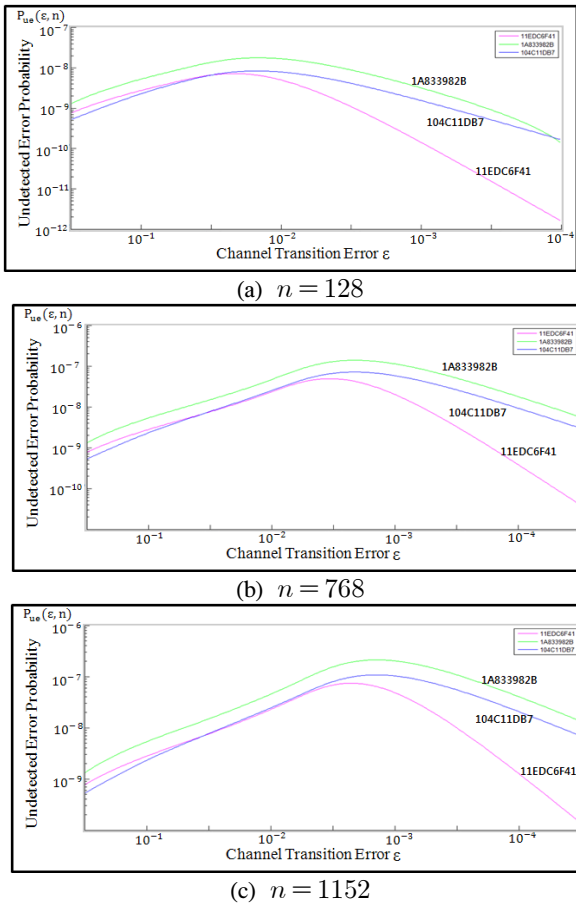 P_ue(ε, n)
11EDC6F41
1A833982B
104C11DB7
10^-7
10^-8
10^-9
10^-10
10^-11
10^-12
Undetected Error Probability
1A833982B
104C11DB7
11EDC6F41
10^-1
10^-2
10^-3
10^-4
Channel Transition Error ε
(a) n = 128
P_ue(ε, n)
11EDC6F41
1A833982B
104C11DB7
10^-6
10^-7
10^-8
10^-9
10^-10
Undetected Error Probability
1A833982B
104C11DB7
11EDC6F41
10^-1
10^-2
10^-3
10^-4
Channel Transition Error ε
(b) n = 768
P_ue(ε, n)
11EDC6F41
1A833982B
104C11DB7
10^-6
10^-7
10^-8
10^-9
Undetected Error Probability
1A833982B
104C11DB7
11EDC6F41
10^-1
10^-2
10^-3
10^-4
Channel Transition Error ε
(c) n = 1152